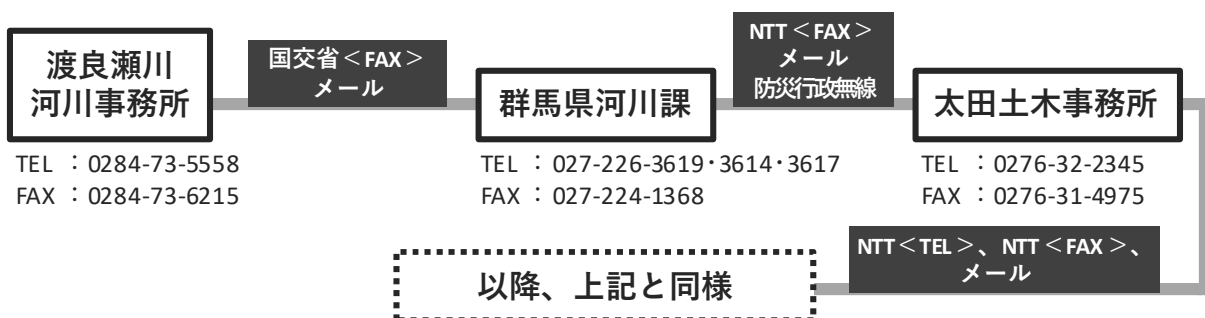 渡良瀬川
河川事務所
国交省＜FAX＞
メール
群馬県河川課
NTT＜FAX＞
メール
防災行政無線
太田土木事務所
TEL ：0284-73-5558
FAX ：0284-73-6215
TEL ：027-226-3619･3614･3617
FAX ：027-224-1368
TEL ：0276-32-2345
FAX ：0276-31-4975
NTT＜TEL＞、NTT＜FAX＞、
メール
以降、上記と同様